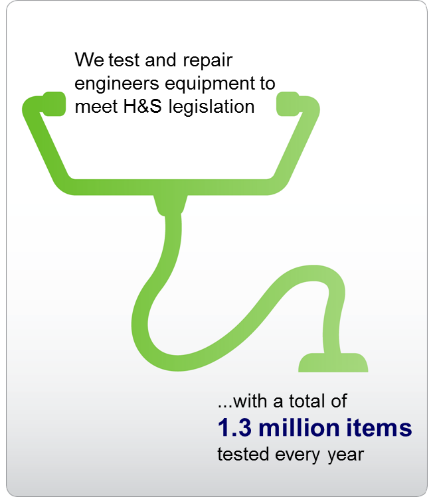 We test and repair
engineers equipment to
meet H&S legislation
...with a total of
1.3 million items
tested every year